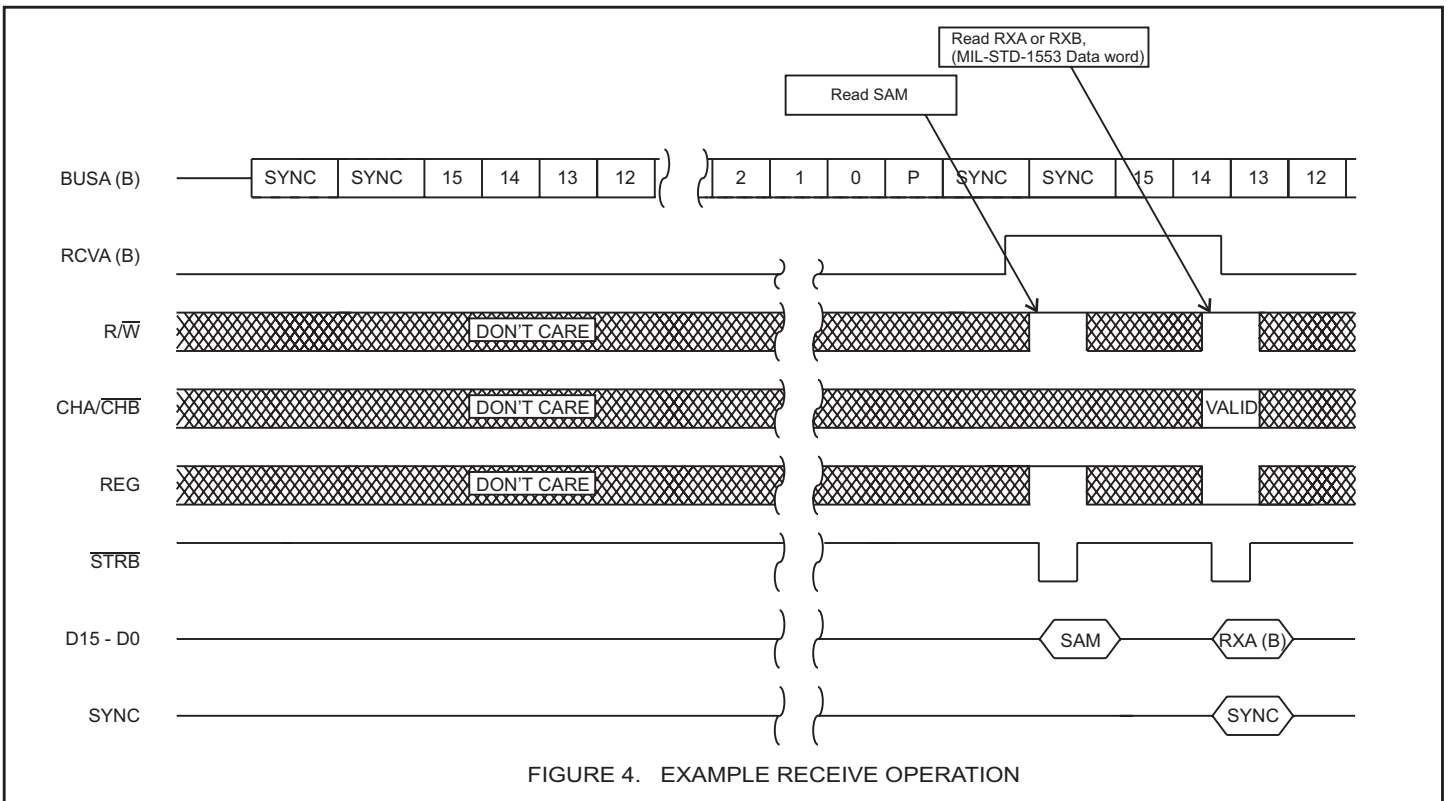 Read RXA or RXB,
(MIL-STD-1553 Data word)
Read SAM
BUSA (B) SYNC SYNC 15 14 13 12 2 1 0 P SYNC SYNC 15 14 13 12
RCVA (B)
R/W̅
DON'T CARE
CHA/C̅H̅B̅
DON'T CARE VALID
REG
DON'T CARE
S̅T̅R̅B̅
D15 - D0 SAM RXA (B)
SYNC SYNC
FIGURE 4. EXAMPLE RECEIVE OPERATION